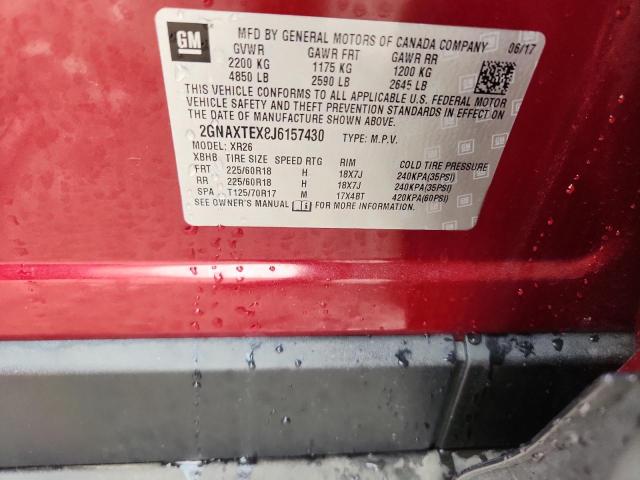 GM
MFD BY GENERAL MOTORS OF CANADA COMPANY 06/17
GVWR GAWR FRT GAWR RR
2200 KG 1175 KG 1200 KG
4850 LB 2590 LB 2645 LB
THIS VEHICLE CONFORMS TO ALL APPLICABLE U.S. FEDERAL MOTOR
VEHICLE SAFETY AND THEFT PREVENTION STANDARDS IN EFFECT ON
THE DATE OF MANUFACTURE SHOWN ABOVE.
2GNAXTEX8J6157430 TYPE: M.P.V.
MODEL: XR26
XBHB TIRE SIZE SPEED RTG RIM COLD TIRE PRESSURE
FRT 225/60R18 H 18X7J 240KPA(35PSI)
RR 225/60R18 H 18X7J 240KPA(35PSI)
SPA T125/70R17 M 17X4BT 420KPA(60PSI)
SEE OWNER'S MANUAL FOR MORE INFORMATION.